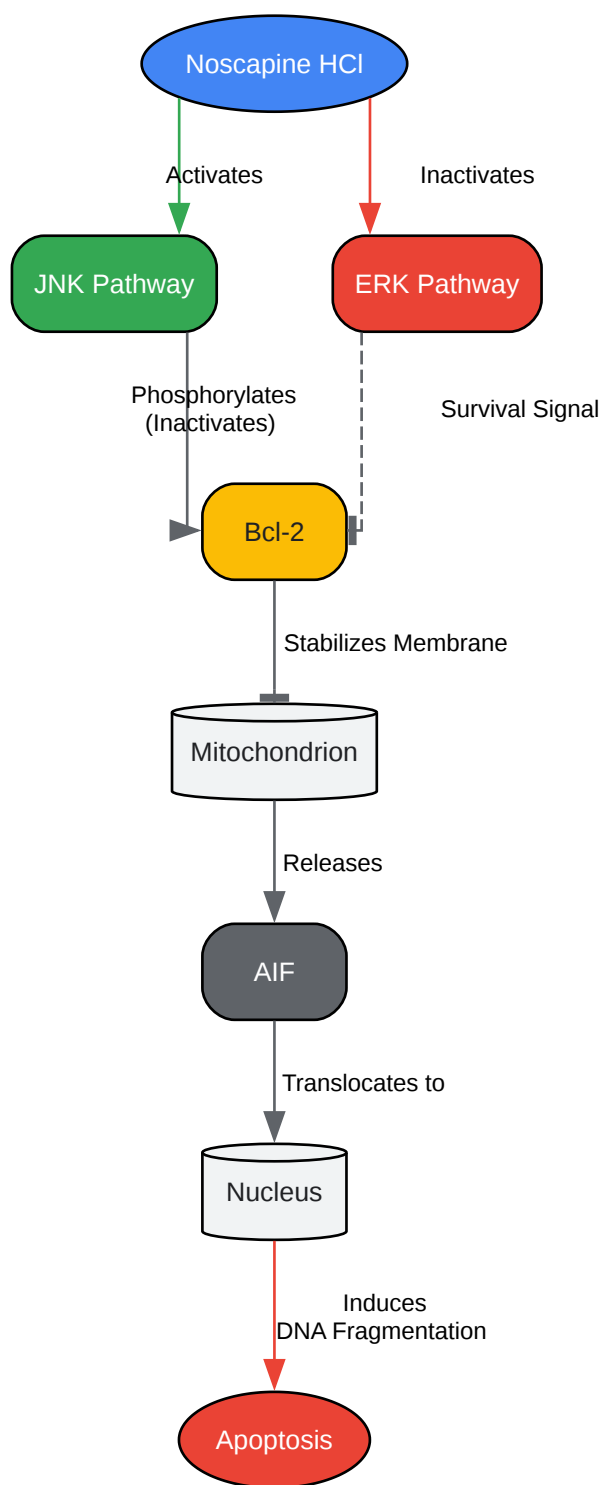 Noscapine HCl
Activates
Inactivates
JNK Pathway
ERK Pathway
Phosphorylates
(Inactivates)
Survival Signal
Bcl-2
Stabilizes Membrane
Mitochondrion
Releases
AIF
Translocates to
Nucleus
Induces
DNA Fragmentation
Apoptosis